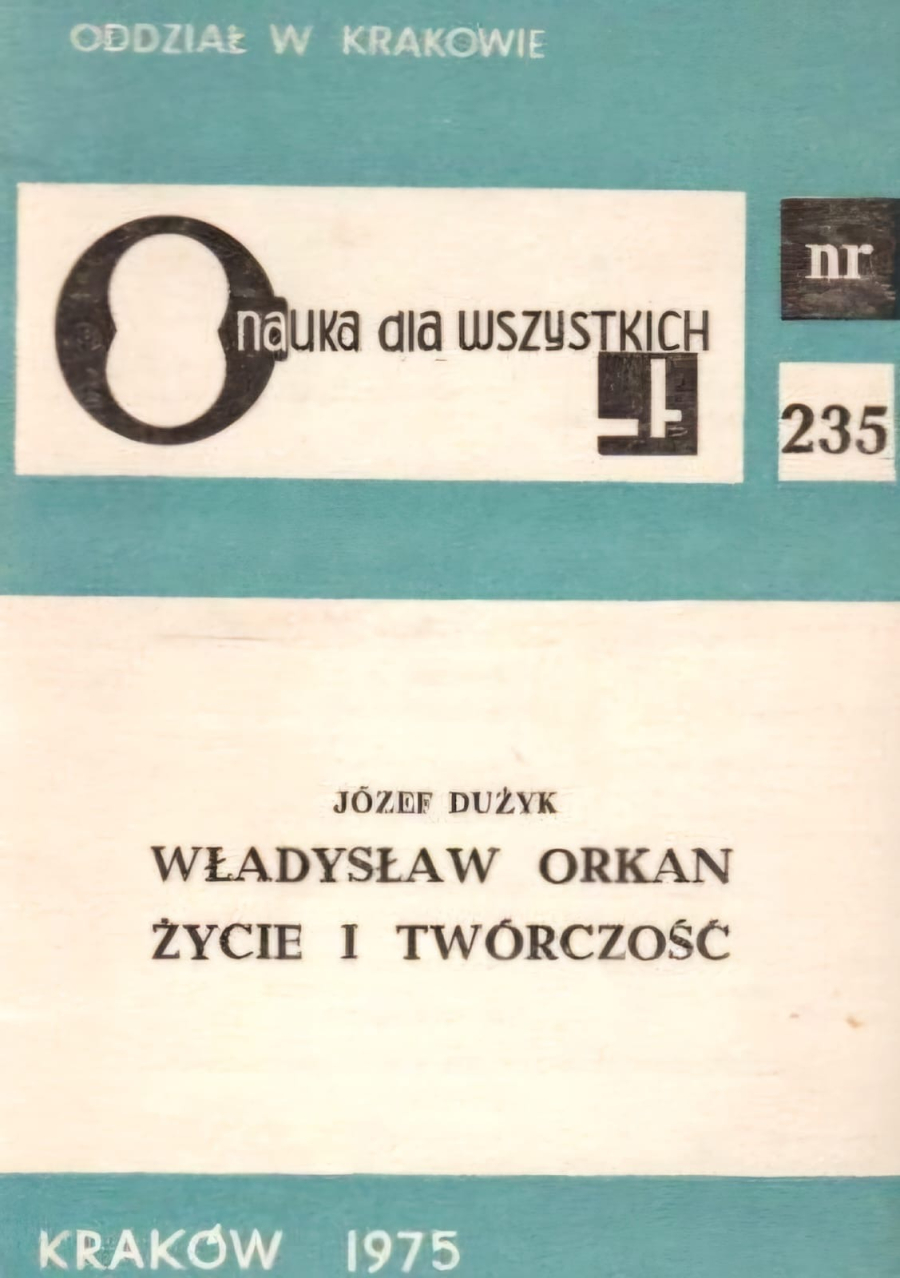 ODDZIAŁ W KRAKOWIE
nauka dla wszystkich
nr
235
JÓZEF DUŻYK
WŁADYSŁAW ORKAN
ŻYCIE I TWÓRCZOŚĆ
KRAKÓW 1975